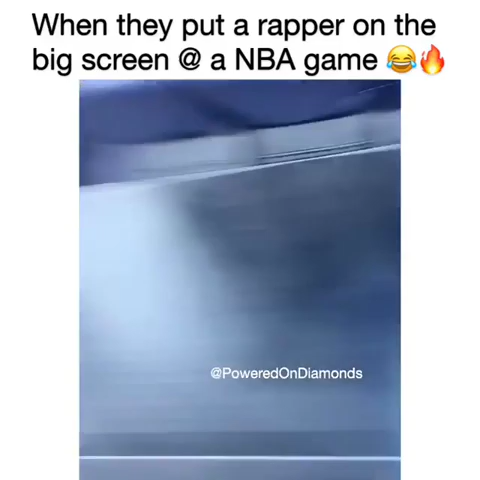 When they put a rapper on the
big screen @ a NBA game 😂🔥
@PoweredOnDiamonds